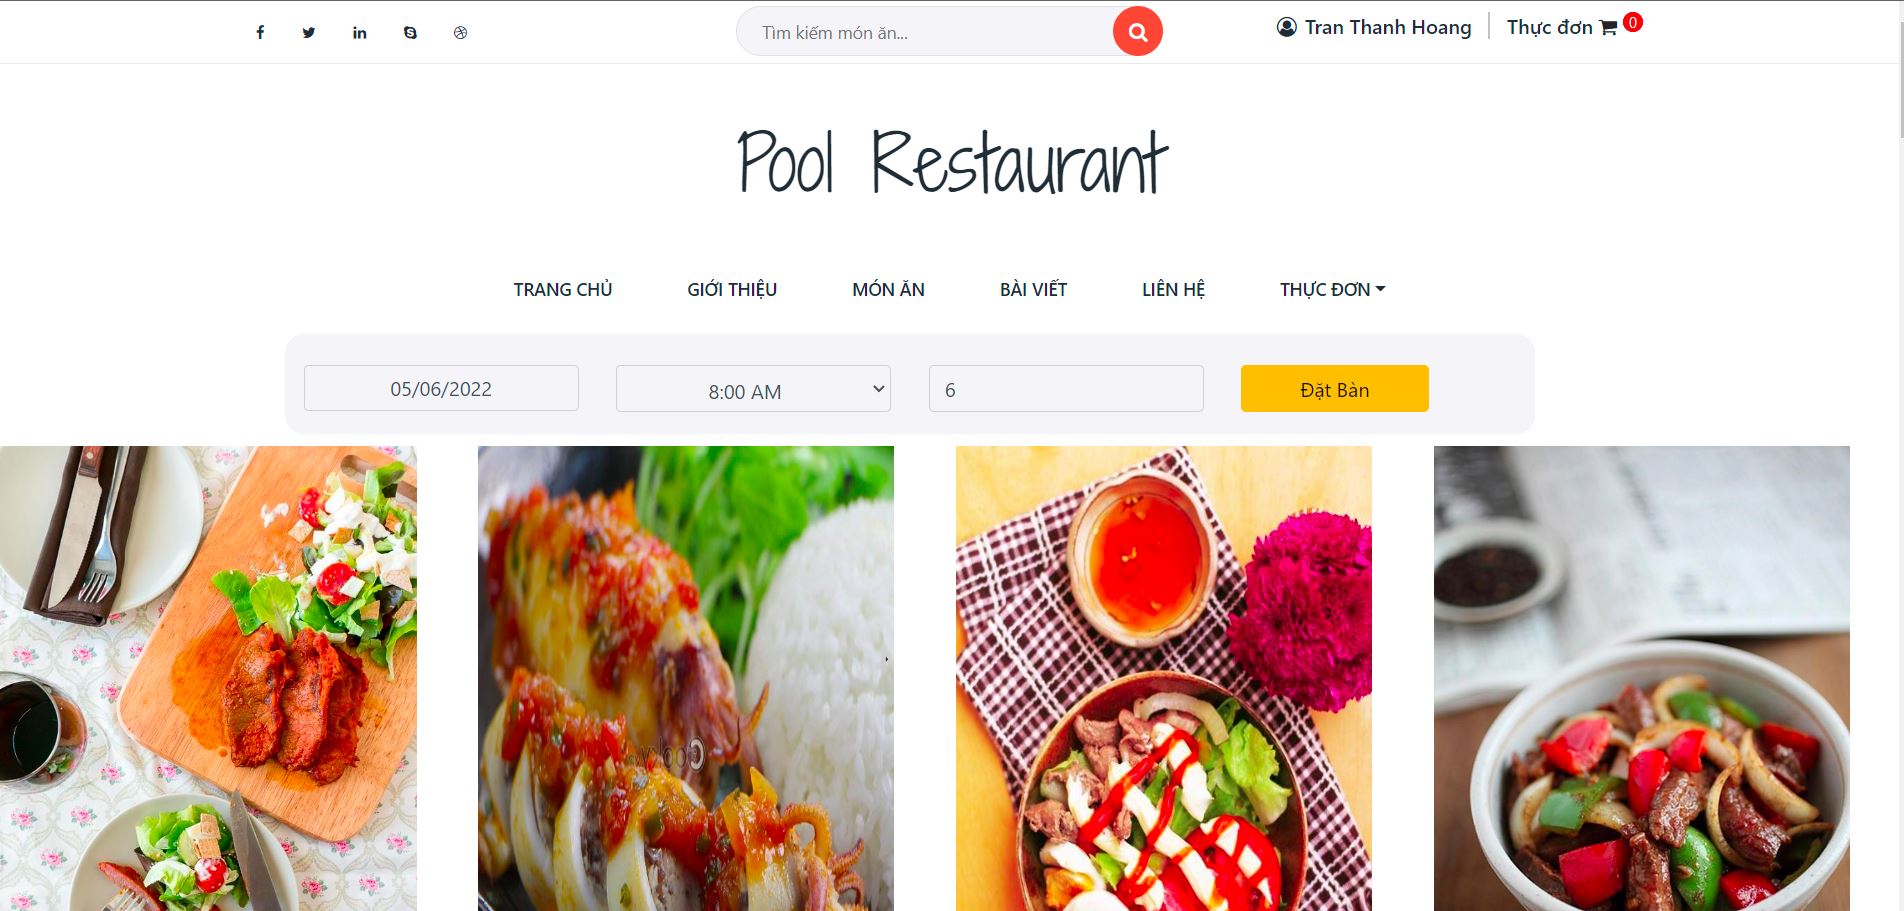 Tìm kiếm món ăn...
Tran Thanh Hoang
Thực đơn 0
Pool Restaurant
TRANG CHỦ GIỚI THIỆU MÓN ĂN BÀI VIẾT LIÊN HỆ THỰC ĐƠN
05/06/2022 8:00 AM 6 Đặt Bàn